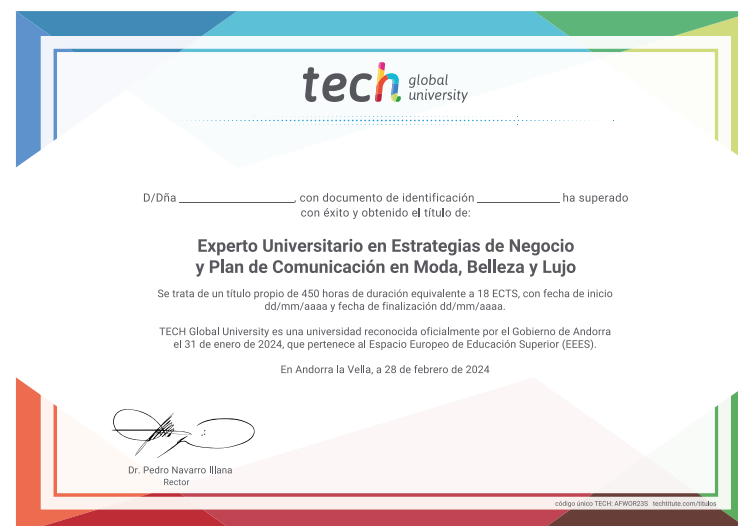 tech global university
D/Dña ______________, con documento de identificación ______________ ha superado
con éxito y obtenido el título de:
Experto Universitario en Estrategias de Negocio
y Plan de Comunicación en Moda, Belleza y Lujo
Se trata de un título propio de 450 horas de duración equivalente a 18 ECTS, con fecha de inicio
dd/mm/aaaa y fecha de finalización dd/mm/aaaa.
TECH Global University es una universidad reconocida oficialmente por el Gobierno de Andorra
el 31 de enero de 2024, que pertenece al Espacio Europeo de Educación Superior (EEES).
En Andorra la Vella, a 28 de febrero de 2024
Dr. Pedro Navarro Illana
Rector
código único TECH: AFWOR23S techtitute.com/titulos